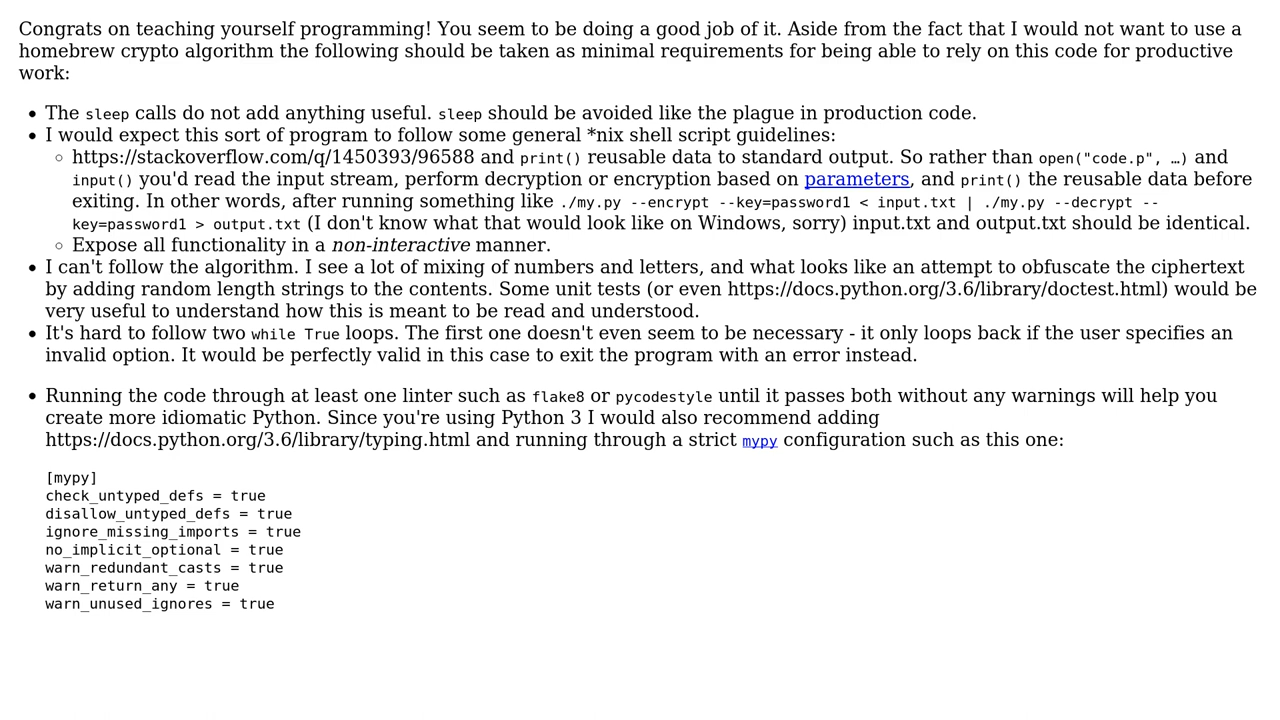 Congrats on teaching yourself programming! You seem to be doing a good job of it. Aside from the fact that I would not want to use a
homebrew crypto algorithm the following should be taken as minimal requirements for being able to rely on this code for productive
work:
• The sleep calls do not add anything useful. sleep should be avoided like the plague in production code.
• I would expect this sort of program to follow some general *nix shell script guidelines:
◦ https://stackoverflow.com/q/1450393/96588 and print() reusable data to standard output. So rather than open("code.p", …) and
input() you'd read the input stream, perform decryption or encryption based on parameters, and print() the reusable data before
exiting. In other words, after running something like ./my.py --encrypt --key=password1 < input.txt | ./my.py --decrypt --
key=password1 > output.txt (I don't know what that would look like on Windows, sorry) input.txt and output.txt should be identical.
◦ Expose all functionality in a non-interactive manner.
• I can't follow the algorithm. I see a lot of mixing of numbers and letters, and what looks like an attempt to obfuscate the ciphertext
by adding random length strings to the contents. Some unit tests (or even https://docs.python.org/3.6/library/doctest.html) would be
very useful to understand how this is meant to be read and understood.
• It's hard to follow two while True loops. The first one doesn't even seem to be necessary - it only loops back if the user specifies an
invalid option. It would be perfectly valid in this case to exit the program with an error instead.
• Running the code through at least one linter such as flake8 or pycodestyle until it passes both without any warnings will help you
create more idiomatic Python. Since you're using Python 3 I would also recommend adding
https://docs.python.org/3.6/library/typing.html and running through a strict mypy configuration such as this one:
[mypy]
check_untyped_defs = true
disallow_untyped_defs = true
ignore_missing_imports = true
no_implicit_optional = true
warn_redundant_casts = true
warn_return_any = true
warn_unused_ignores = true